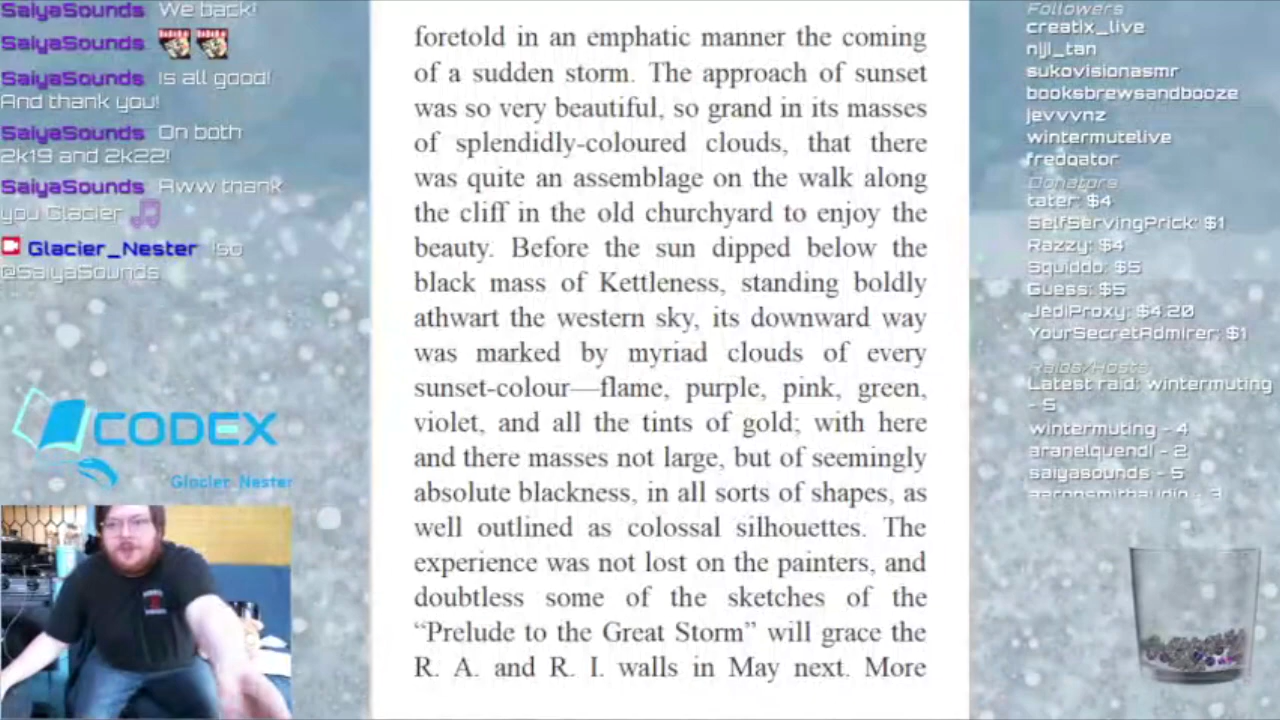 SaiyaSounds We back!
SaiyaSounds
SaiyaSounds Is all good!
And thank you!
SaiyaSounds On both
2k19 and 2k22!
SaiyaSounds Aww thank
you Glacier
Glacier_Nester !so
@SaiyaSounds
CODEX
Glacier Nester
foretold in an emphatic manner the coming
of a sudden storm. The approach of sunset
was so very beautiful, so grand in its masses
of splendidly-coloured clouds, that there
was quite an assemblage on the walk along
the cliff in the old churchyard to enjoy the
beauty. Before the sun dipped below the
black mass of Kettleness, standing boldly
athwart the western sky, its downward way
was marked by myriad clouds of every
sunset-colour—flame, purple, pink, green,
violet, and all the tints of gold; with here
and there masses not large, but of seemingly
absolute blackness, in all sorts of shapes, as
well outlined as colossal silhouettes. The
experience was not lost on the painters, and
doubtless some of the sketches of the
“Prelude to the Great Storm” will grace the
R. A. and R. I. walls in May next. More
Followers
creatix_live
niji_tan
sukovisionasmr
booksbrewsandbooze
jevvvnz
wintermutelive
fredgator
Donators
tater: $4
SelfServingPrick: $1
Razzy: $4
Squiddo: $5
Guess: $5
JediProxy: $4.20
YourSecretAdmirer: $1
Raids/Hosts
Latest raid: wintermuting
- 5
wintermuting - 4
aranelquendi - 2
saiyasounds - 5
aaronsmithaudio - 3